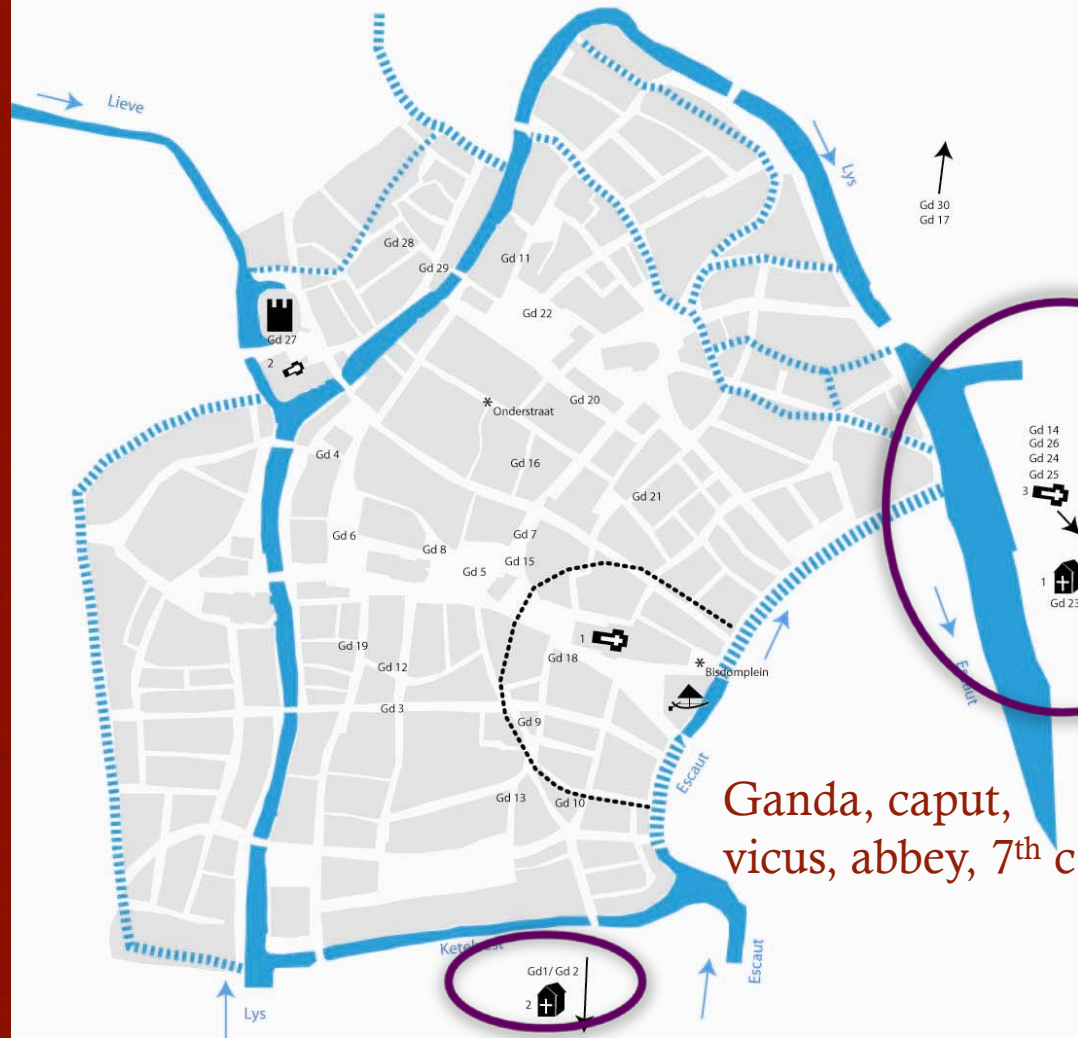 Lieve
Lys
Gd 30
Gd 17
Gd 28
Gd 29
Gd 11
Gd 22
Gd 27
2
Onderstraat
Gd 20
Gd 4
Gd 16
Gd 21
Gd 14
Gd 26
Gd 24
Gd 25
3
Gd 6
Gd 8
Gd 7
Gd 5
Gd 15
1
Gd 23
1
Gd 18
Gd 19
Gd 12
Bisdomplein
Gd 3
Gd 9
Escaut
Escaut
Gd 13
Gd 10
Ganda, caput,
vicus, abbey, 7th c
Escaut
Gd1/ Gd 2
2
Lys